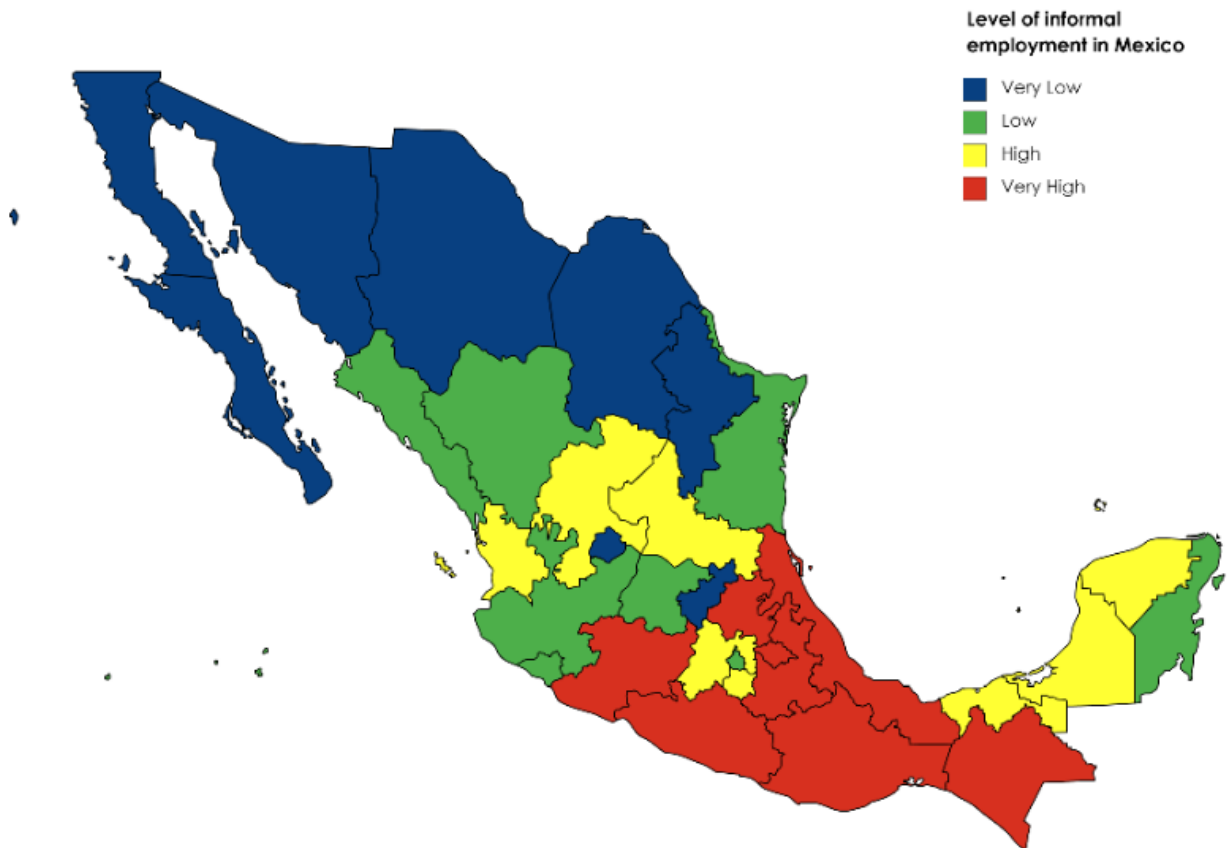 Level of informal
employment in Mexico
Very Low
Low
High
Very High